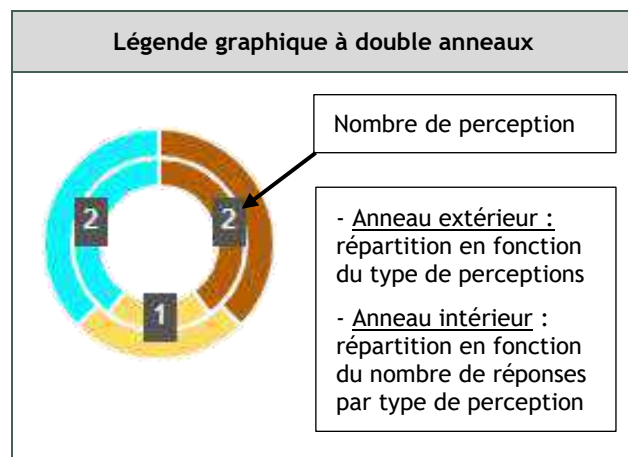 Légende graphique à double anneaux
Nombre de perception
2
2
1
- Anneau extérieur :
répartition en fonction
du type de perceptions
- Anneau intérieur :
répartition en fonction
du nombre de réponses
par type de perception